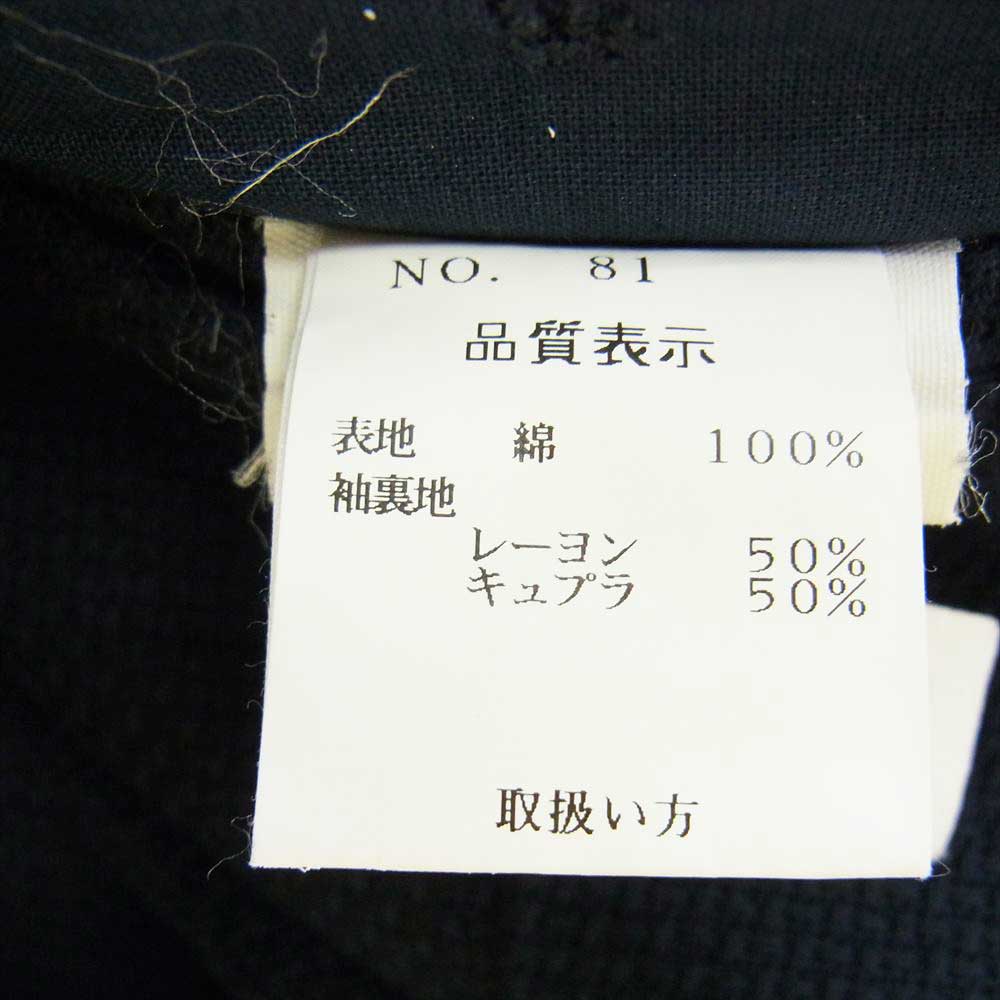 NO. 81
品質表示
表地 綿 100%
袖裏地
レーヨン 50%
キュプラ 50%
取扱い方